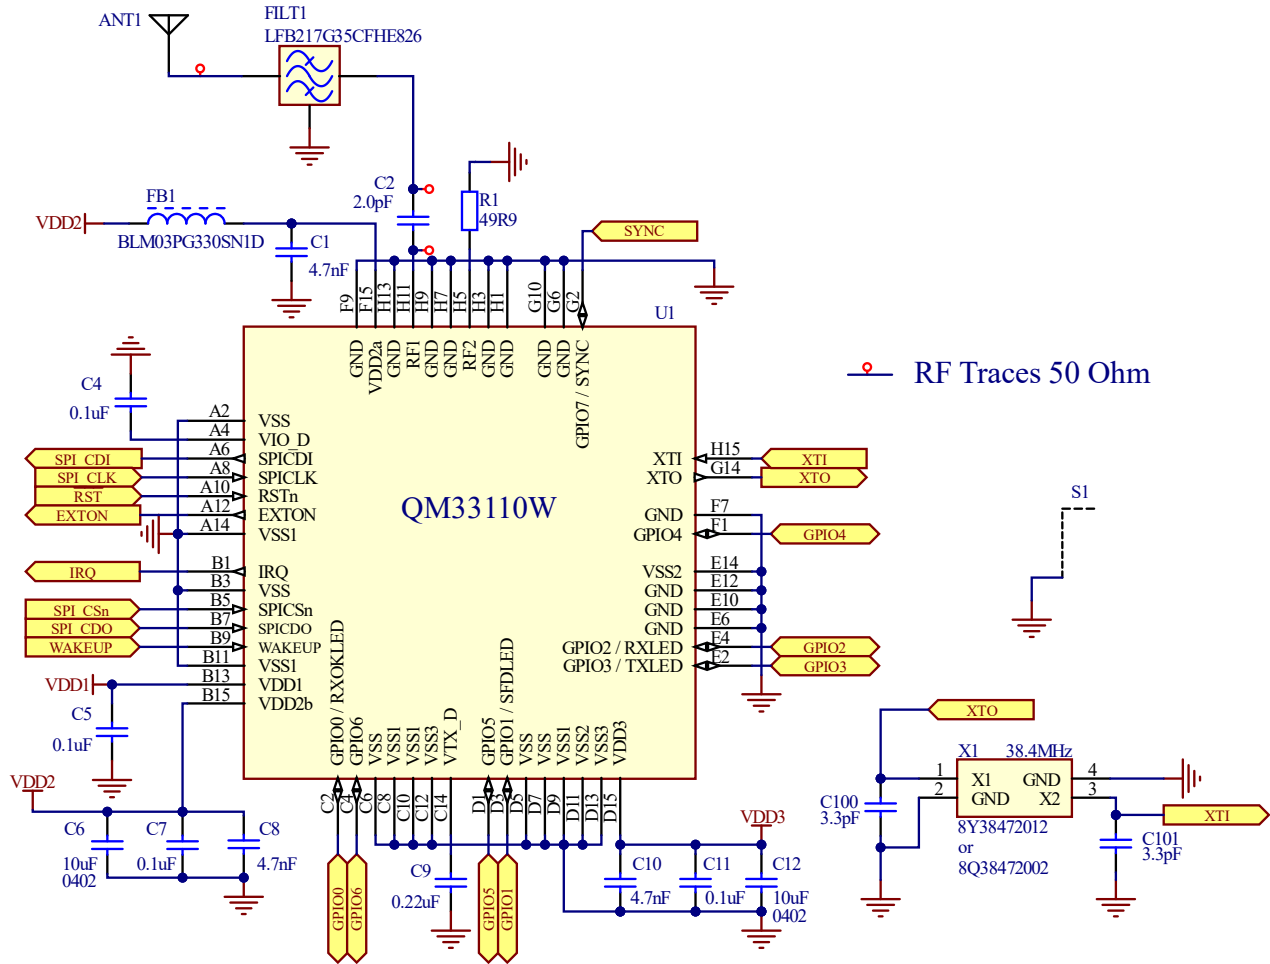 ANT1
FILT1
LFB217G35CFHE826
C2
2.0pF
R1
49R9
FB1
VDD2
BLM03PG330SN1D
C1
4.7nF
SYNC
F9
F15
H13
H11
H9
H7
H5
H3
H1
G10
G6
G2
U1
GND
VDD2a
GND
RF1
GND
GND
RF2
GND
GND
GND
GND
GPIO7 / SYNC
RF Traces 50 Ohm
C4
0.1uF
A2 VSS
A4 VIO_D
SPI_CDI A6 SPICDI
SPI_CLK A8 SPICLK
RST A10 RSTn
EXTON A12 EXTON
A14 VSS1
IRQ B1 IRQ
B3 VSS
SPI_CSn B5 SPICSn
SPI_CDO B7 SPICDO
WAKEUP B9 WAKEUP
B11 VSS1
VDD1 B13 VDD1
B15 VDD2b
QM33110W
XTI H15 XTI
XTO G14 XTO
GND F7
GPIO4 F1 GPIO4
VSS2 E14
GND E12
GND E10
GND E6
GPIO2 / RXLED E4 GPIO2
GPIO3 / TXLED E2 GPIO3
S1
C5
0.1uF
VDD2
C6
10uF
0402
C7
0.1uF
C8
4.7nF
GPIO0 / RXOKLED
GPIO6
VSS
VSS1
VSS1
VSS3
VTX_D
GPIO5
GPIO1 / SFDLED
VSS
VSS
VSS1
VSS2
VSS3
VDD3
C2
C4
C6
C8
C10
C12
C14
D1
D3
D5
D7
D9
D11
D13
D15
GPIO0
GPIO6
GPIO5
GPIO1
C9
0.22uF
VDD3
C10
4.7nF
C11
0.1uF
C12
10uF
0402
XTO
X1 38.4MHz
1 X1 GND 4
2 GND X2 3
C100
3.3pF
8Y38472012
or
8Q38472002
XTI
C101
3.3pF